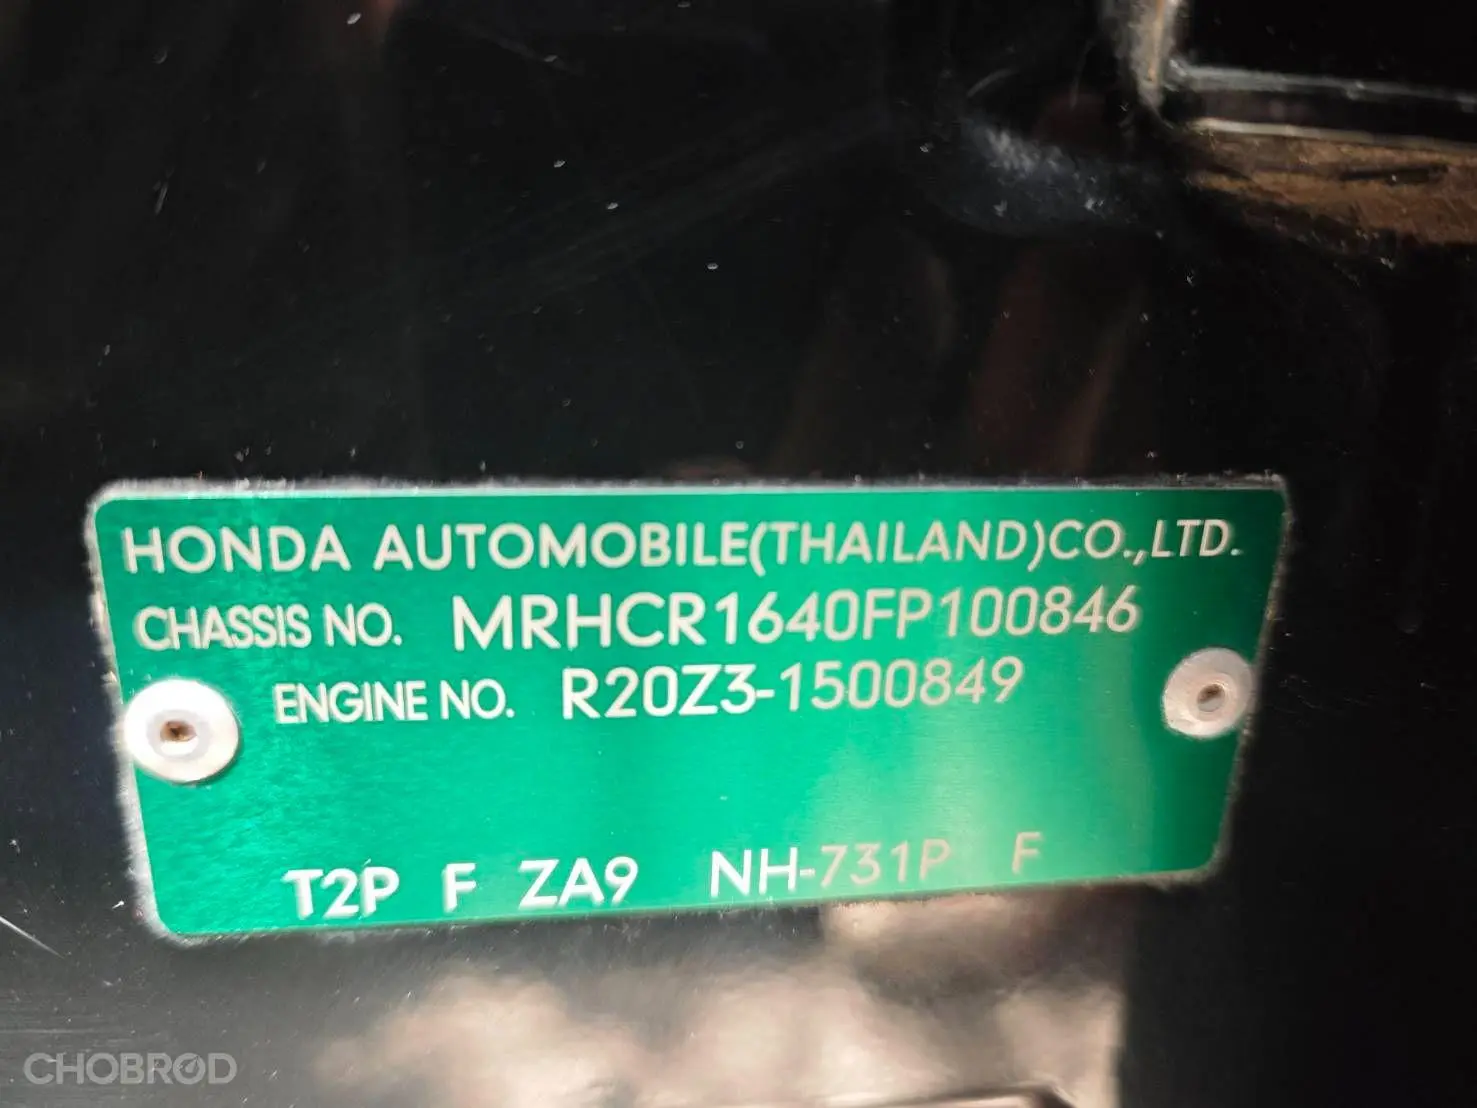 HONDA AUTOMOBILE(THAILAND)CO.,LTD.
CHASSIS NO. MRHCR1640FP100846
ENGINE NO. R20Z3-1500849
T2P F ZA9 NH-731P F
CHOBROD